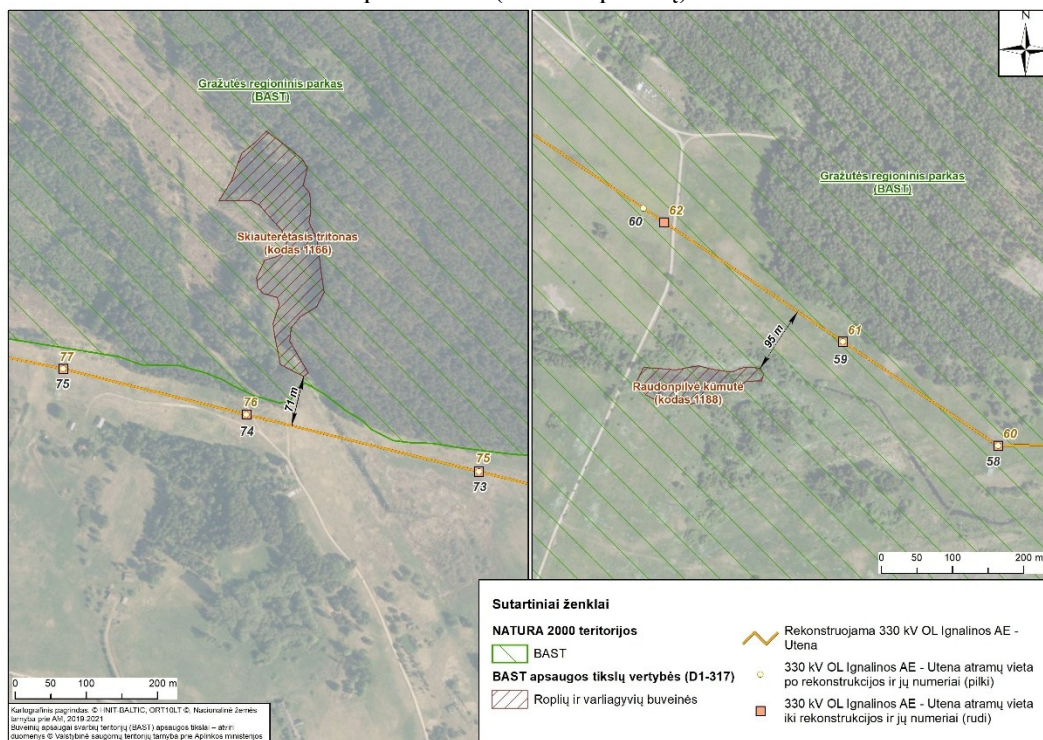 Gražutės regioninis parkas
(BAST)
Skiauterėtasis tritonas
(kodas 1166)
71 m
77
75
76
74
75
73
0 50 100 200 m
Kartografinis pagrindas: © HNIT-BALTIC, ORT10LT ©, Nacionalinė žemės
tarnyba prie AM, 2019-2021
Buveinių apsaugai svarbių teritorijų (BAST) apsaugos tikslai – atviri
duomenys © Valstybinė saugomų teritorijų tarnyba prie Aplinkos ministerijos
N
Gražutės regioninis parkas
(BAST)
60
62
95 m
61
59
Raudonpilvė kūmutė
(kodas 1188)
60
58
0 50 100 200 m
Sutartiniai ženklai
NATURA 2000 teritorijos
BAST
BAST apsaugos tikslų vertybės (D1-317)
Roplių ir varliagyvių buveinės
Rekonstruojama 330 kV OL Ignalinos AE -
Utena
330 kV OL Ignalinos AE - Utena atramų vieta
po rekonstrukcijos ir jų numeriai (pilki)
330 kV OL Ignalinos AE - Utena atramų vieta
iki rekonstrukcijos ir jų numeriai (rudi)